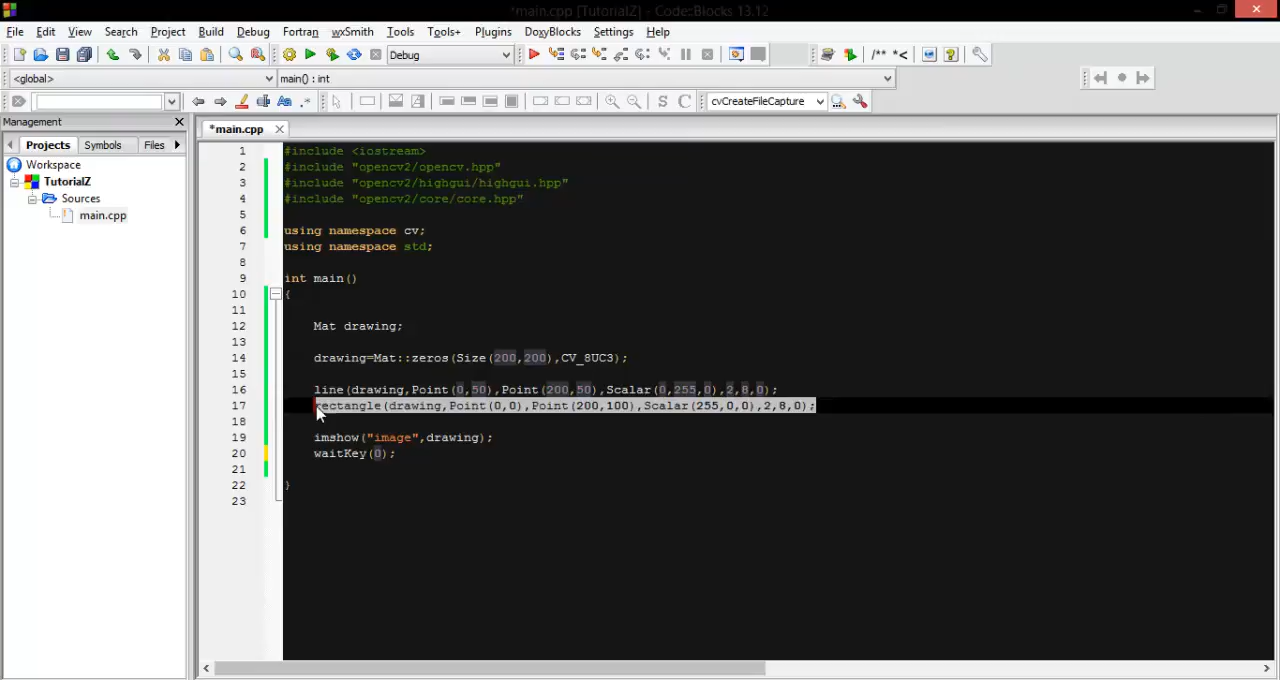 *main.cpp [TutorialZ] - Code::Blocks 13.12
File Edit View Search Project Build Debug Fortran wxSmith Tools Tools+ Plugins DoxyBlocks Settings Help
Debug /** *<
<global> main() : int
Aa .* S C cvCreateFileCapture
Management
*main.cpp
Projects Symbols Files
Workspace
TutorialZ
Sources
main.cpp
1 #include <iostream>
2 #include "opencv2/opencv.hpp"
3 #include "opencv2/highgui/highgui.hpp"
4 #include "opencv2/core/core.hpp"
5
6 using namespace cv;
7 using namespace std;
8
9 int main()
10 {
11
12 Mat drawing;
13
14 drawing=Mat::zeros(Size(200,200),CV_8UC3);
15
16 line(drawing,Point(0,50),Point(200,50),Scalar(0,255,0),2,8,0);
17 rectangle(drawing,Point(0,0),Point(200,100),Scalar(255,0,0),2,8,0);
18
19 imshow("image",drawing);
20 waitKey(0);
21
22 }
23